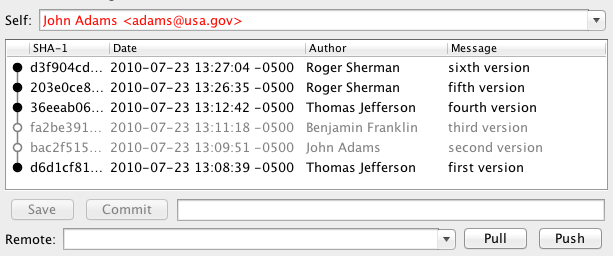 Self: John Adams <adams@usa.gov>
SHA-1 Date Author Message
d3f904cd... 2010-07-23 13:27:04 -0500 Roger Sherman sixth version
203e0ce8... 2010-07-23 13:26:35 -0500 Roger Sherman fifth version
36eeab06... 2010-07-23 13:12:42 -0500 Thomas Jefferson fourth version
fa2be391... 2010-07-23 13:11:18 -0500 Benjamin Franklin third version
bac2f515... 2010-07-23 13:09:51 -0500 John Adams second version
d6d1cf81... 2010-07-23 13:08:39 -0500 Thomas Jefferson first version
Save Commit
Remote: Pull Push